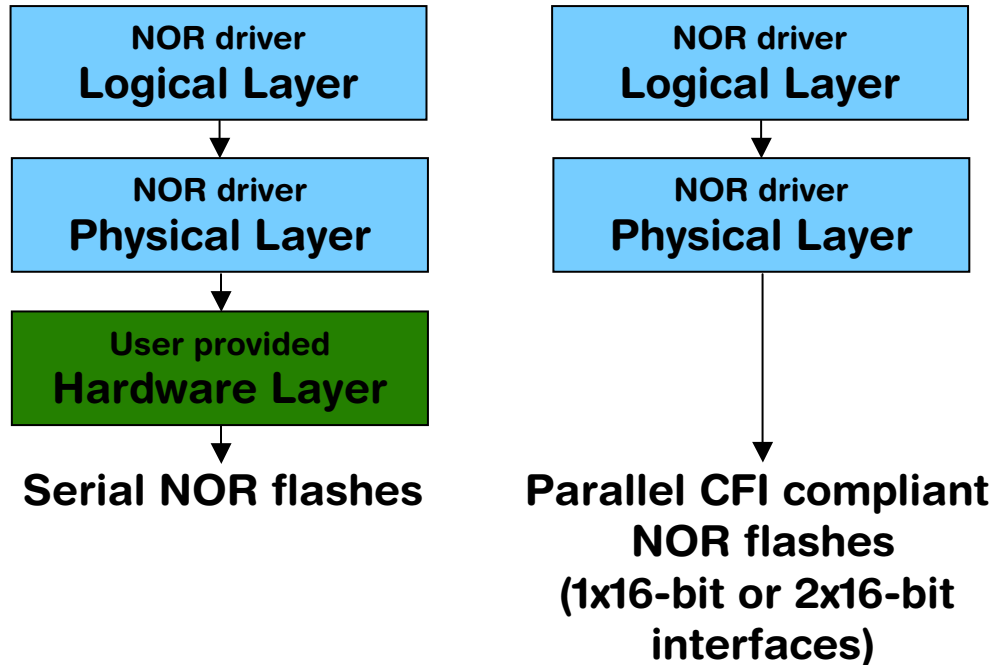 NOR driver
Logical Layer
NOR driver
Physical Layer
User provided
Hardware Layer
Serial NOR flashes
NOR driver
Logical Layer
NOR driver
Physical Layer
Parallel CFI compliant
NOR flashes
(1x16-bit or 2x16-bit
interfaces)